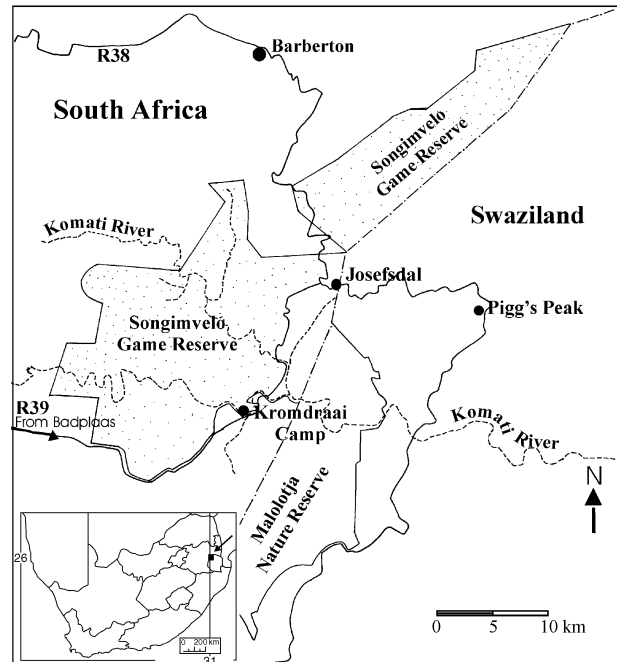 R38
Barberton
South Africa
Songimvelo
Game Reserve
Komati River
Swaziland
Josefsdal
Pigg's Peak
Songimvelo
Game Reserve
R39
From Badplaas
Kromdraai
Camp
Komati River
Malolotja
Nature Reserve
N
26
0 200 km
31
0 5 10 km